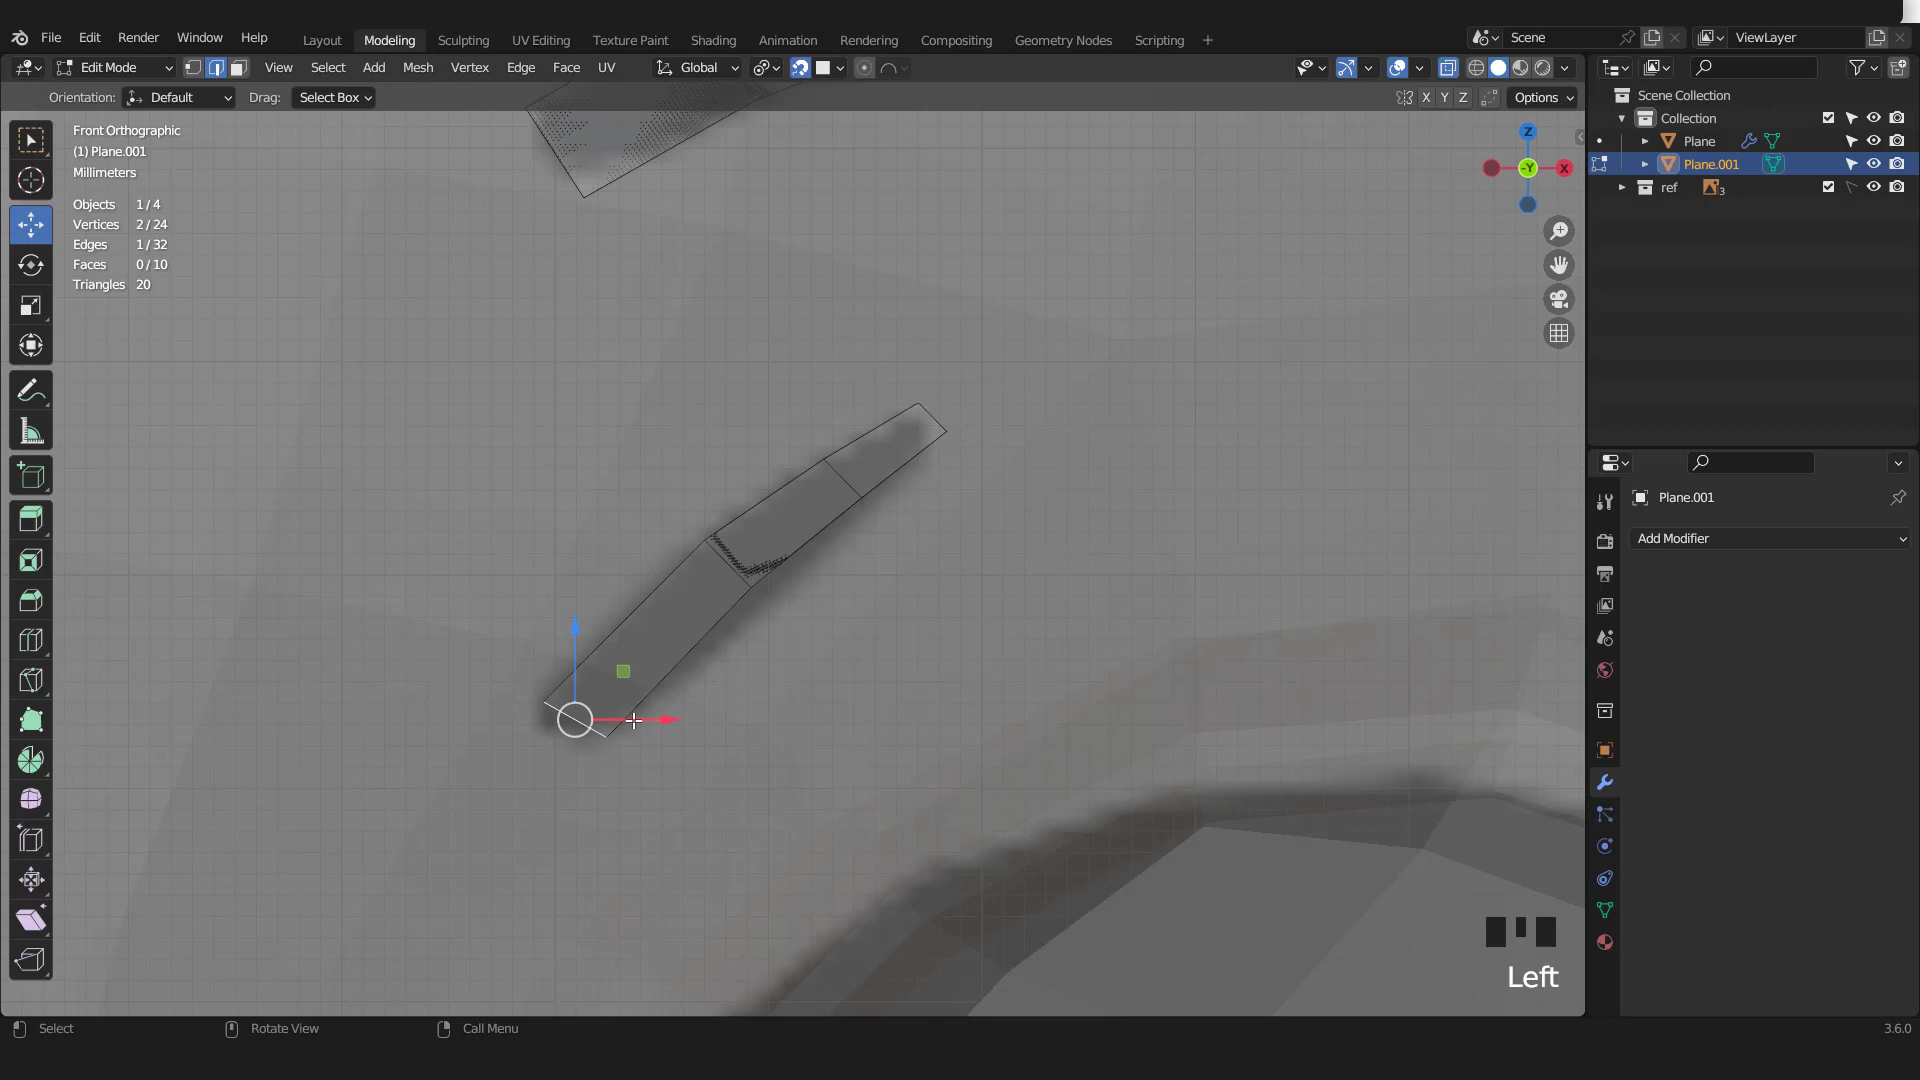 File Edit Render Window Help
Layout Modeling Sculpting UV Editing Texture Paint Shading Animation Rendering Compositing Geometry Nodes Scripting +
Scene
ViewLayer
Edit Mode
View Select Add Mesh Vertex Edge Face UV
Global
Orientation: Default
Drag: Select Box
X Y Z
Options
Front Orthographic
(1) Plane.001
Millimeters
Objects 1 / 4
Vertices 2 / 24
Edges 1 / 32
Faces 0 / 10
Triangles 20
Z
-Y
X
Scene Collection
Collection
Plane
Plane.001
ref
3
Plane.001
Add Modifier
Left
Select
Rotate View
Call Menu
3.6.0